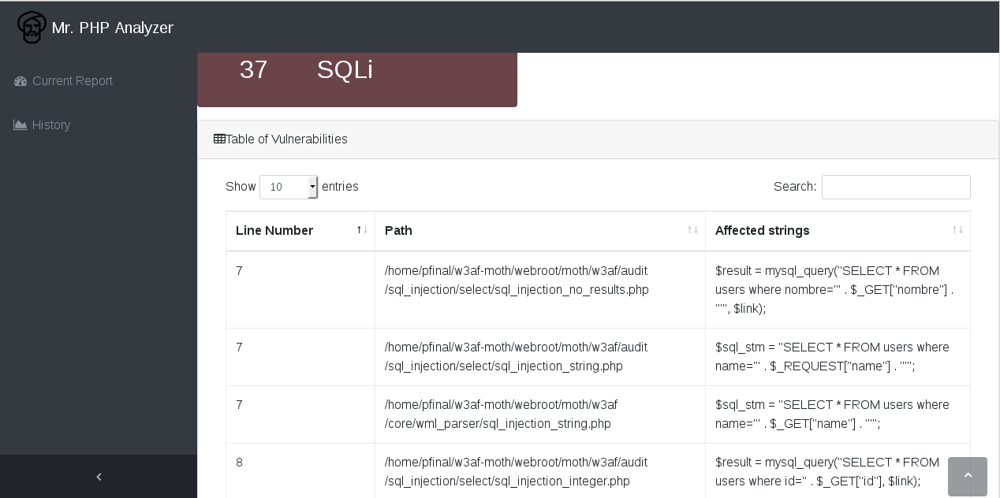 Mr. PHP Analyzer
37 SQLi
Current Report
History
Table of Vulnerabilities
Show 10 entries Search:
Line Number Path Affected strings
7
/home/pfinal/w3af-moth/webroot/moth/w3af/audit
/sql_injection/select/sql_injection_no_results.php
$result = mysql_query("SELECT * FROM
users where nombre='" . $_GET["nombre"] .
"'", $link);
7
/home/pfinal/w3af-moth/webroot/moth/w3af/audit
/sql_injection/select/sql_injection_string.php
$sql_stm = "SELECT * FROM users where
name='" . $_REQUEST["name"] . "'";
7
/home/pfinal/w3af-moth/webroot/moth/w3af
/core/wml_parser/sql_injection_string.php
$sql_stm = "SELECT * FROM users where
name='" . $_GET["name"] . "'";
8
/home/pfinal/w3af-moth/webroot/moth/w3af/audit
/sql_injection/select/sql_injection_integer.php
$result = mysql_query("SELECT * FROM
users where id=" . $_GET["id"], $link);